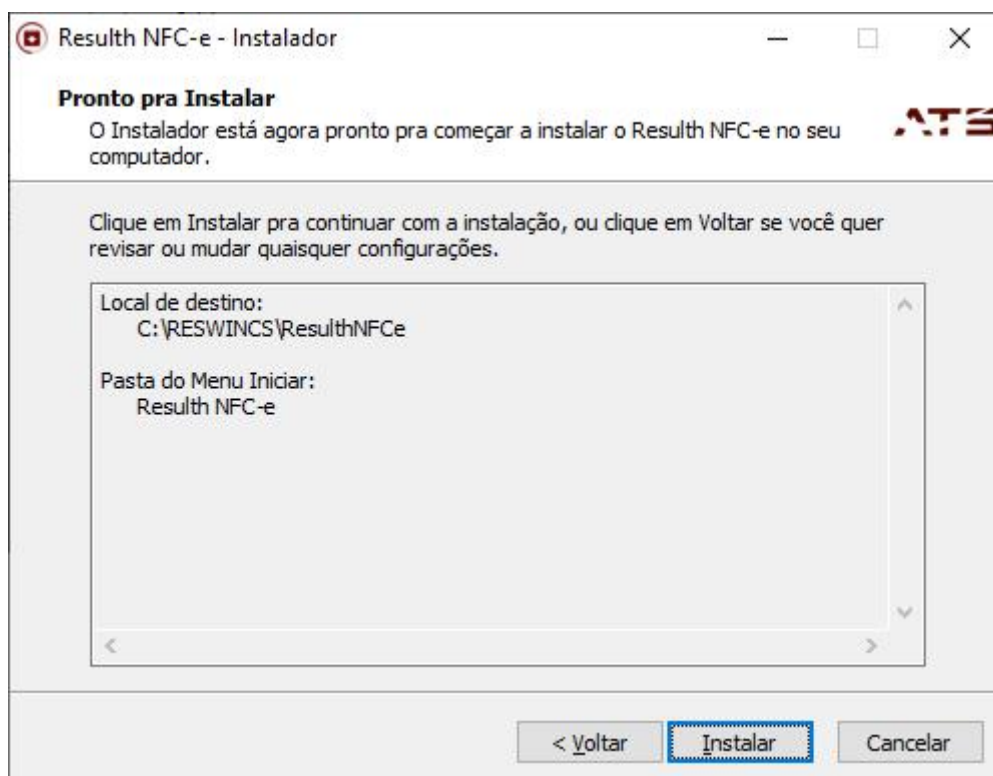 Resulth NFC-e - Instalador
Pronto pra Instalar
O Instalador está agora pronto pra começar a instalar o Resulth NFC-e no seu
computador.
ATS
Clique em Instalar pra continuar com a instalação, ou clique em Voltar se você quer
revisar ou mudar quaisquer configurações.
Local de destino:
C:\RESWINCS\ResulthNFCe
Pasta do Menu Iniciar:
Resulth NFC-e
< Voltar
Instalar
Cancelar